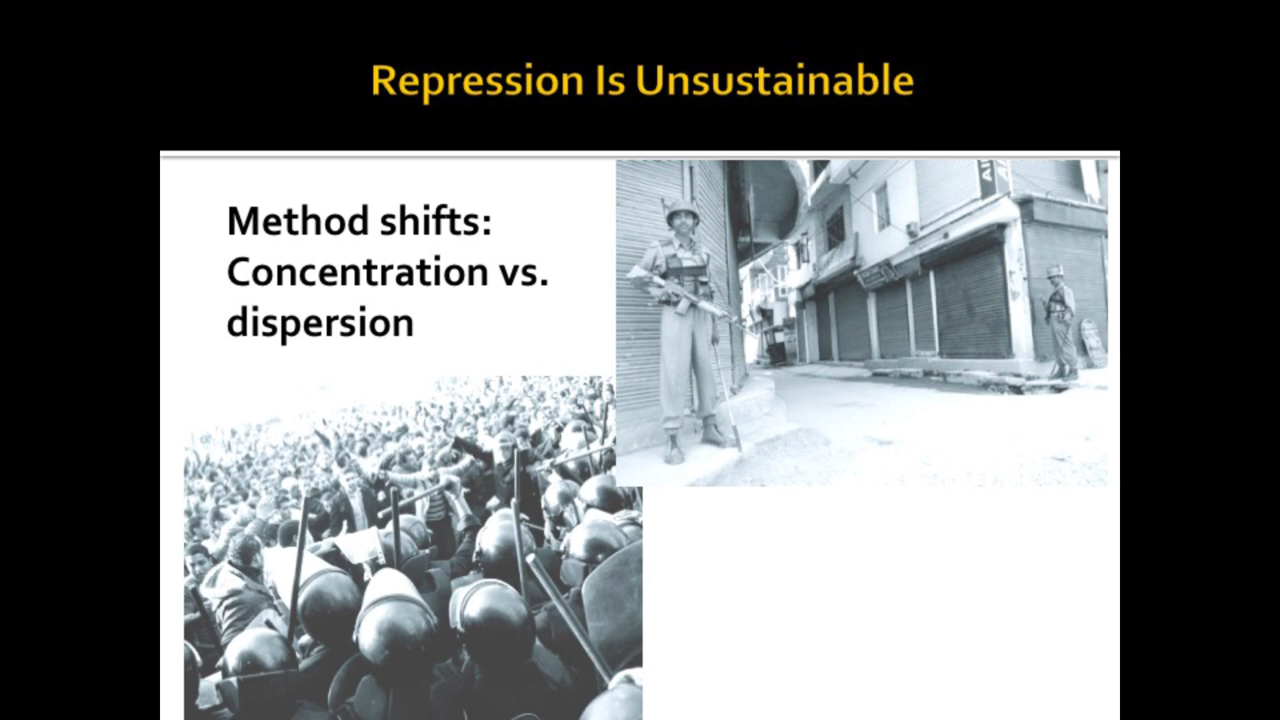 Repression Is Unsustainable
Method shifts:
Concentration vs.
dispersion